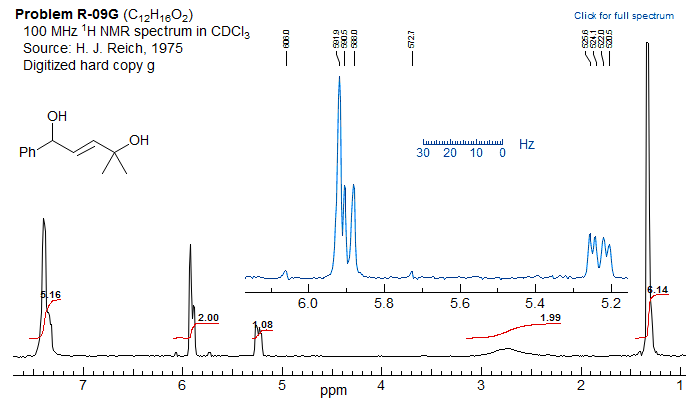 Problem R-09G (C₁₂H₁₆O₂)
Click for full spectrum
100 MHz ¹H NMR spectrum in CDCl₃
Source: H. J. Reich, 1975
Digitized hard copy g
606.0 591.9 590.5 588.0 572.7 525.6 524.1 522.0 520.5
OH
OH
Ph
30 20 10 0 Hz
6.0 5.8 5.6 5.4 5.2
5.16 2.00 1.08 1.99 6.14
7 6 5 4 3 2 1
ppm